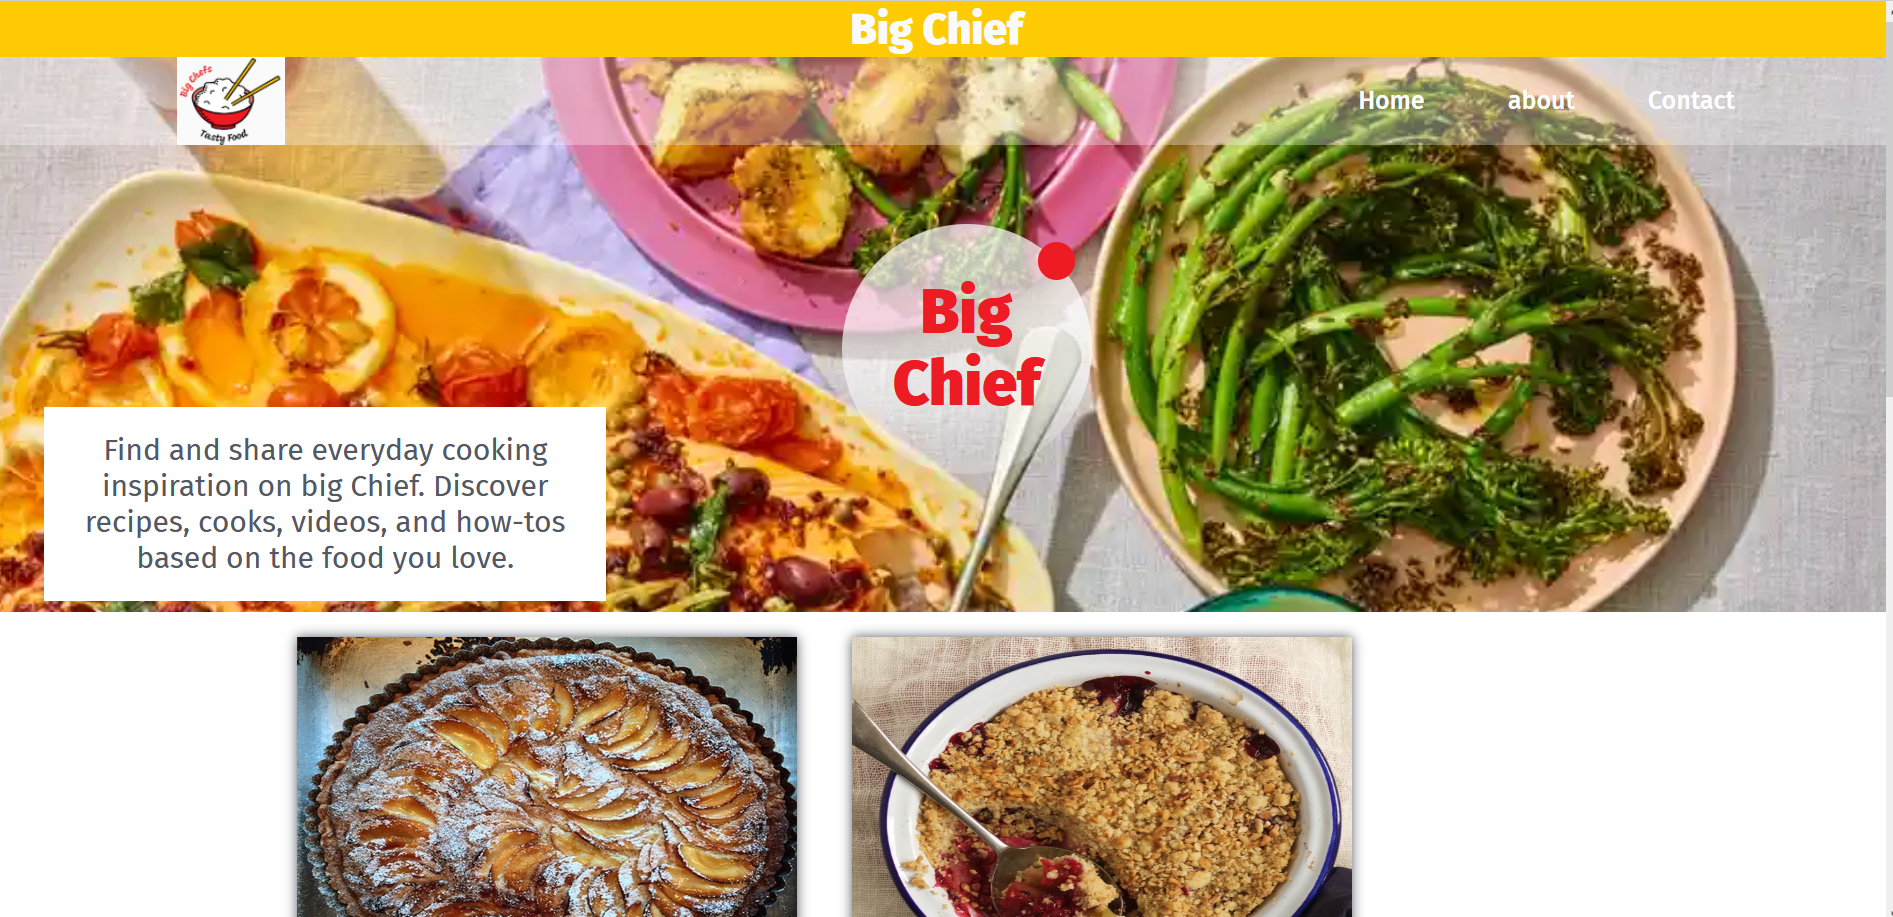 Big Chief
Big Chefs
Tasty Food
Home about Contact
Big
Chief
Find and share everyday cooking
inspiration on big Chief. Discover
recipes, cooks, videos, and how-tos
based on the food you love.